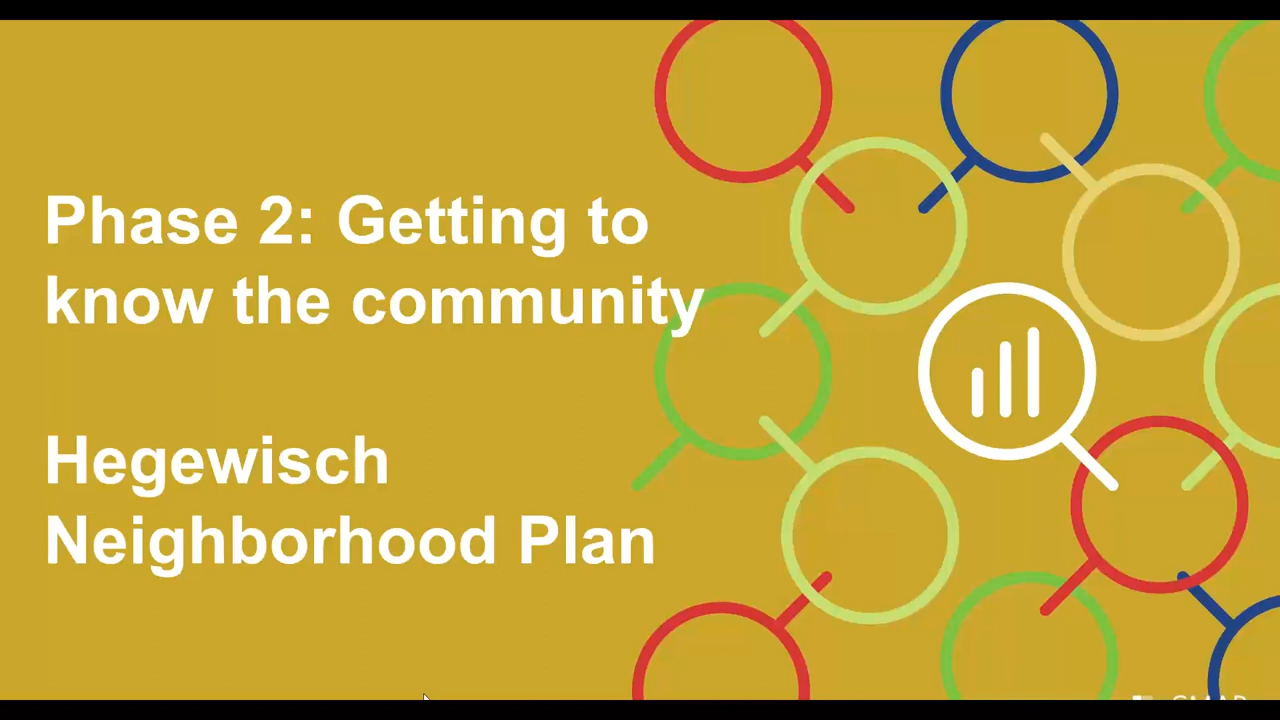 Phase 2: Getting to
know the community
Hegewisch
Neighborhood Plan